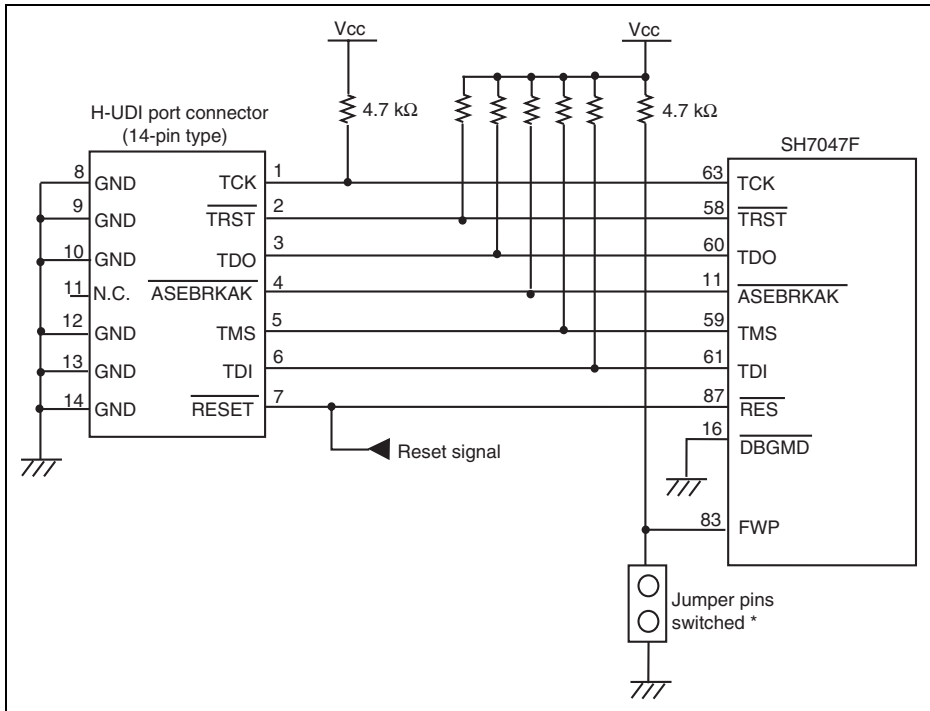 Vcc
Vcc
4.7 kΩ
4.7 kΩ
H-UDI port connector
(14-pin type)
SH7047F
8 GND TCK 1 63 TCK
9 GND TRST 2 58 TRST
10 GND TDO 3 60 TDO
11 N.C. ASEBRKAK 4 11 ASEBRKAK
12 GND TMS 5 59 TMS
13 GND TDI 6 61 TDI
14 GND RESET 7 87 RES
Reset signal
16 DBGMD
83 FWP
Jumper pins
switched *